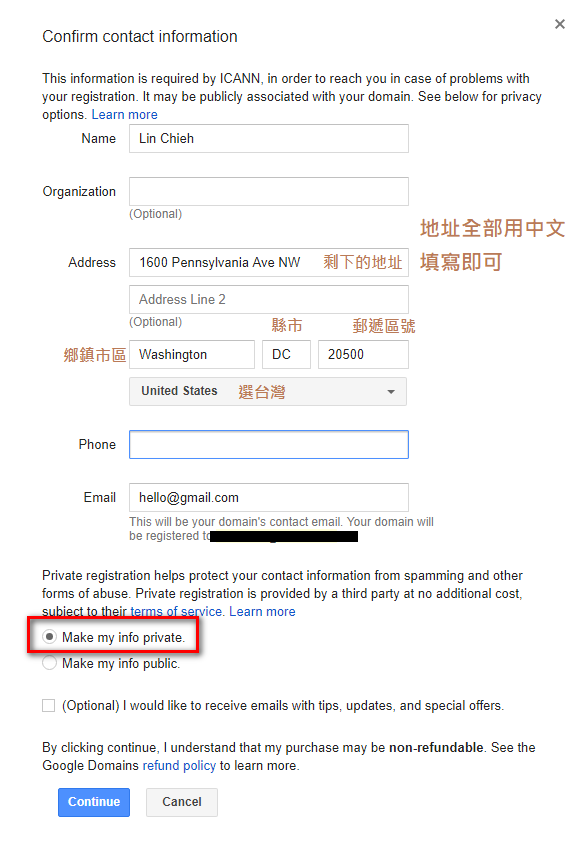 Confirm contact information
This information is required by ICANN, in order to reach you in case of problems with
your registration. It may be publicly associated with your domain. See below for privacy
options. Learn more
Name Lin Chieh
Organization
(Optional)
地址全部用中文
填寫即可
Address 1600 Pennsylvania Ave NW 剩下的地址
Address Line 2
(Optional) 縣市 郵遞區號
鄉鎮市區 Washington DC 20500
United States 選台灣
Phone
Email hello@gmail.com
This will be your domain's contact email. Your domain will
be registered to
Private registration helps protect your contact information from spamming and other
forms of abuse. Private registration is provided by a third party at no additional cost,
subject to their terms of service. Learn more
Make my info private.
Make my info public.
(Optional) I would like to receive emails with tips, updates, and special offers.
By clicking continue, I understand that my purchase may be non-refundable. See the
Google Domains refund policy to learn more.
Continue Cancel